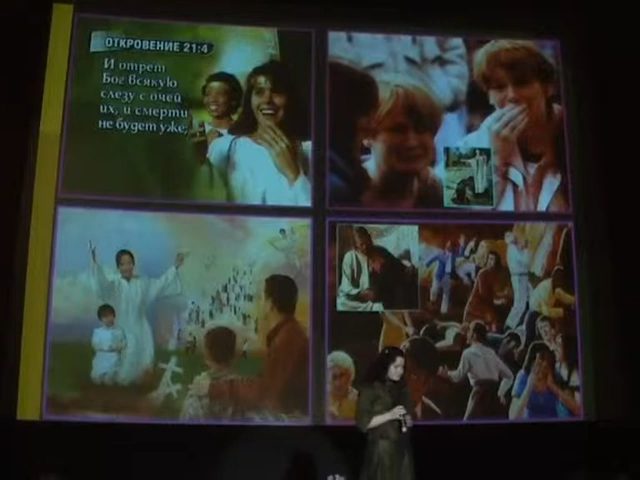 ОТКРОВЕНИЕ 21:4
И отрет
Бог всякую
слезу с очей
их, и смерти
не будет уже;